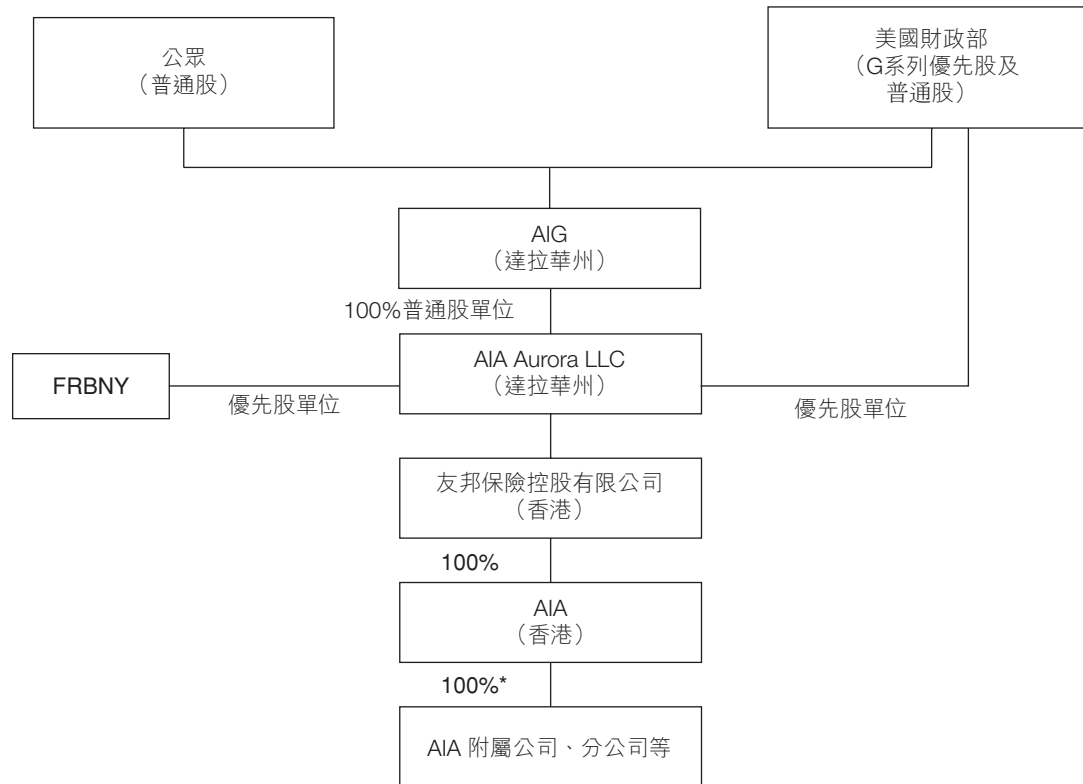 公眾
（普通股）
美國財政部
（G系列優先股及
普通股）
AIG
（達拉華州）
100%普通股單位
AIA Aurora LLC
（達拉華州）
FRBNY
優先股單位
優先股單位
友邦保險控股有限公司
（香港）
100%
AIA
（香港）
100%*
AIA 附屬公司、分公司等